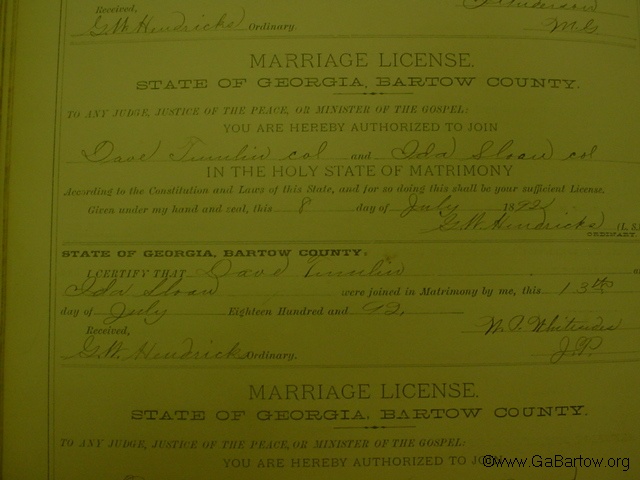 Received,
G.W. Hendricks Ordinary. M.G.
MARRIAGE LICENSE.
STATE OF GEORGIA, BARTOW COUNTY.
TO ANY JUDGE, JUSTICE OF THE PEACE, OR MINISTER OF THE GOSPEL:
YOU ARE HEREBY AUTHORIZED TO JOIN
Dave Tumlin col and Ida Sloan col
IN THE HOLY STATE OF MATRIMONY
According to the Constitution and Laws of this State, and for so doing this shall be your sufficient License.
Given under my hand and seal, this 8 day of July 1892
G.W. Hendricks (L. S.
ORDINARY.
STATE OF GEORGIA, BARTOW COUNTY:
I CERTIFY THAT Dave Tumlin
Ida Sloan were joined in Matrimony by me, this 13th
day of July Eighteen Hundred and 92.
Received, W.P.
G.W. Hendricks Ordinary. J.P.
MARRIAGE LICENSE.
STATE OF GEORGIA, BARTOW COUNTY.
TO ANY JUDGE, JUSTICE OF THE PEACE, OR MINISTER OF THE GOSPEL:
YOU ARE HEREBY AUTHORIZED TO JOIN
©www.GaBartow.org